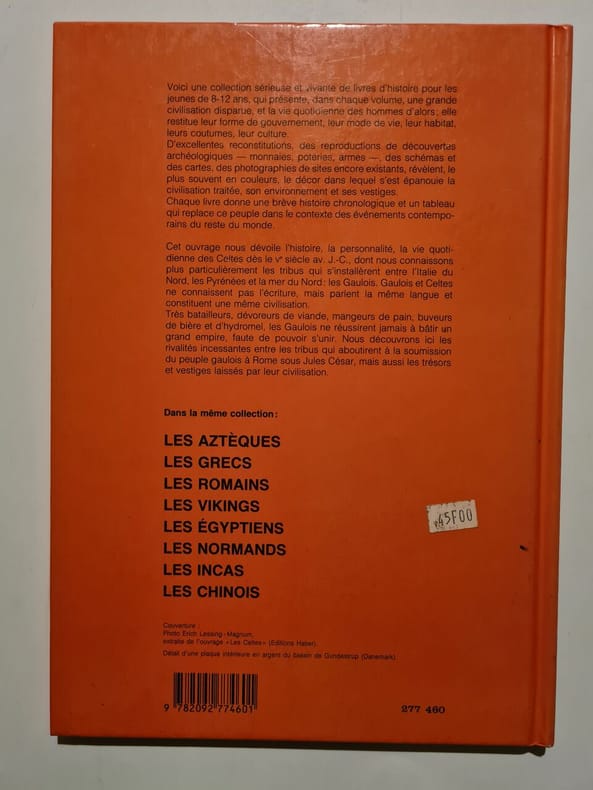 Voici une collection sérieuse et vivante de livres d'histoire pour les
jeunes de 8-12 ans, qui présente, dans chaque volume, une grande
civilisation disparue, et la vie quotidienne des hommes d'alors; elle
restitue leur forme de gouvernement, leur mode de vie, leur habitat,
leurs coutumes, leur culture.
D'excellentes reconstitutions, des reproductions de découvertes
archéologiques — monnaies, poteries, armes —, des schémas et
des cartes, des photographies de sites encore existants, révèlent, le
plus souvent en couleurs, le décor dans lequel s'est épanouie la
civilisation traitée, son environnement et ses vestiges.
Chaque livre donne une brève histoire chronologique et un tableau
qui replace ce peuple dans le contexte des événements contempo-
rains du reste du monde.
Cet ouvrage nous dévoile l'histoire, la personnalité, la vie quoti-
dienne des Celtes dès le Vᵉ siècle av. J.-C., dont nous connaissons
plus particulièrement les tribus qui s'installèrent entre l'Italie du
Nord, les Pyrénées et la mer du Nord: les Gaulois. Gaulois et Celtes
ne connaissent pas l'écriture, mais parlent la même langue et
constituent une même civilisation.
Très batailleurs, dévoreurs de viande, mangeurs de pain, buveurs
de bière et d'hydromel, les Gaulois ne réussirent jamais à bâtir un
grand empire, faute de pouvoir s'unir. Nous découvrons ici les
rivalités incessantes entre les tribus qui aboutirent à la soumission
du peuple gaulois à Rome sous Jules César, mais aussi les trésors
et vestiges laissés par leur civilisation.
Dans la même collection:
LES AZTÈQUES
LES GRECS
LES ROMAINS
LES VIKINGS
LES ÉGYPTIENS
LES NORMANDS
LES INCAS
LES CHINOIS
45F00
Couverture :
Photo Erich Lessing-Magnum,
extraite de l'ouvrage «Les Celtes» (Editions Hatier).
Détail d'une plaque intérieure en argent du bassin de Gundestrup (Danemark)
9 782092 774601
277 460